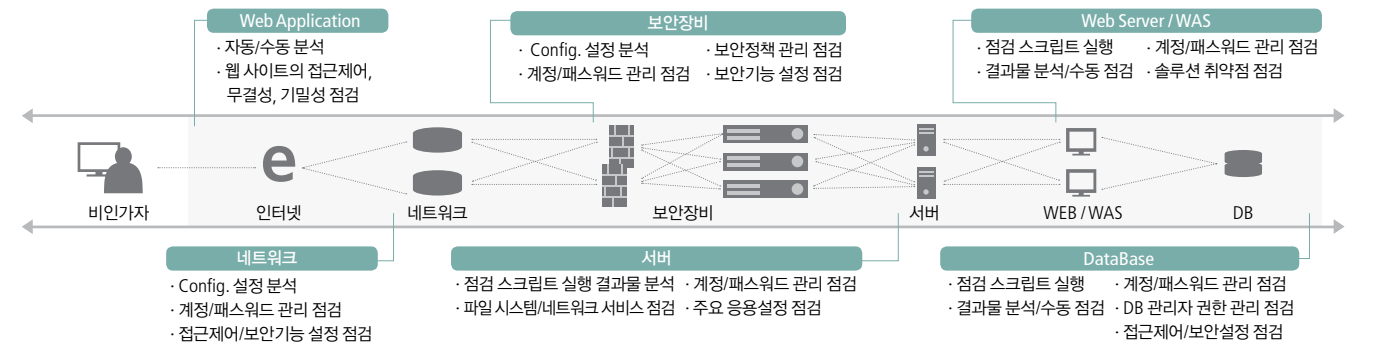 Web Application
· 자동/수동 분석
· 웹 사이트의 접근제어,
무결성, 기밀성 점검
보안장비
· Config. 설정 분석 · 보안정책 관리 점검
· 계정/패스워드 관리 점검 · 보안기능 설정 점검
Web Server / WAS
· 점검 스크립트 실행 · 계정/패스워드 관리 점검
· 결과물 분석/수동 점검 · 솔루션 취약점 점검
e
비인가자 인터넷 네트워크 보안장비 서버 WEB / WAS DB
네트워크
· Config. 설정 분석
· 계정/패스워드 관리 점검
· 접근제어/보안기능 설정 점검
서버
· 점검 스크립트 실행 결과물 분석 · 계정/패스워드 관리 점검
· 파일 시스템/네트워크 서비스 점검 · 주요 응용설정 점검
DataBase
· 점검 스크립트 실행 · 계정/패스워드 관리 점검
· 결과물 분석/수동 점검 · DB 관리자 권한 관리 점검
· 접근제어/보안설정 점검